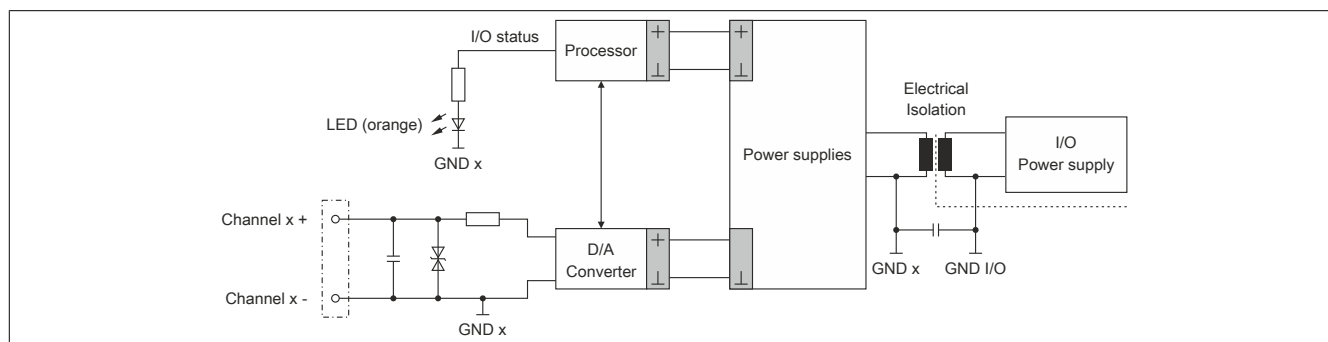 I/O status
Processor
+
⊥
+
⊥
LED (orange)
GND x
Electrical
Isolation
Power supplies
I/O
Power supply
Channel x +
Channel x -
D/A
Converter
+
⊥
⊥
GND x
GND x
GND I/O